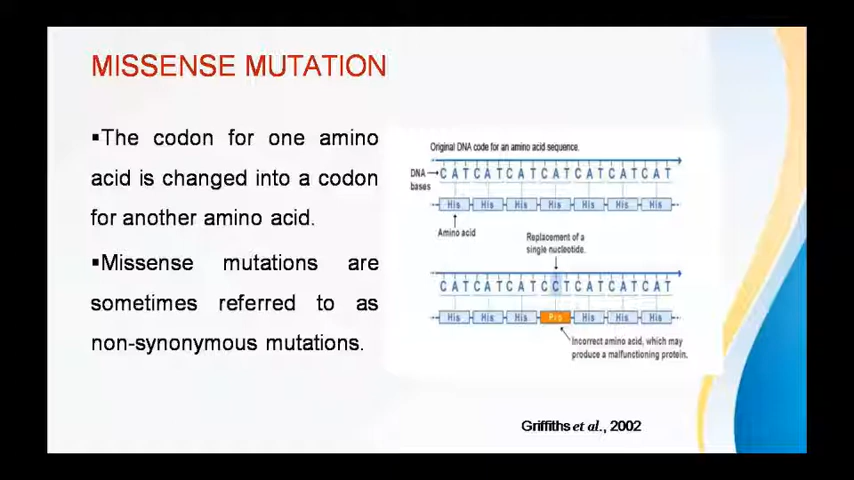 MISSENSE MUTATION
▪The codon for one amino
acid is changed into a codon
for another amino acid.
▪Missense mutations are
sometimes referred to as
non-synonymous mutations.
Original DNA code for an amino acid sequence.
DNA bases
C A T C A T C A T C A T C A T C A T C A T
His His His His His His His
Amino acid
Replacement of a
single nucleotide.
C A T C A T C A T C C T C A T C A T C A T
His His His Pro His His His
Incorrect amino acid, which may
produce a malfunctioning protein.
Griffiths et al., 2002